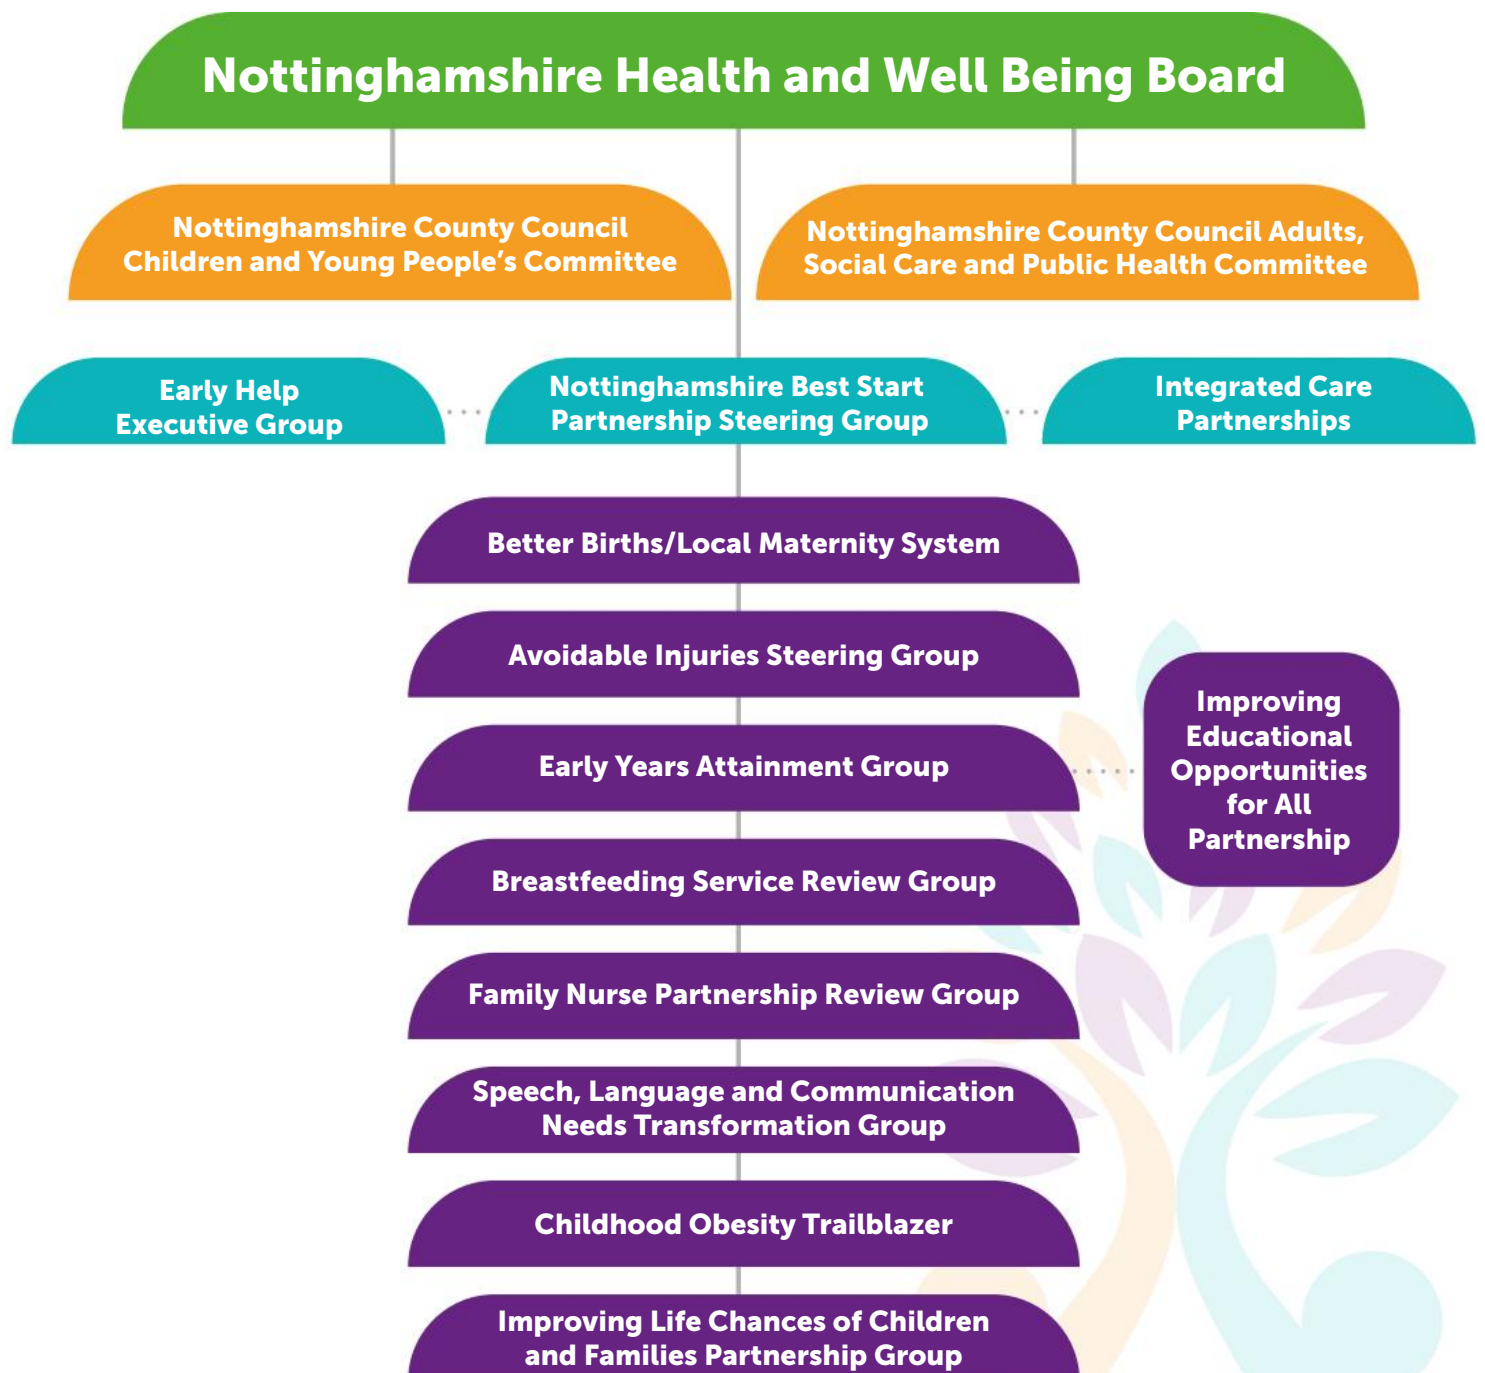 Nottinghamshire Health and Well Being Board
Nottinghamshire County Council
Children and Young People's Committee
Nottinghamshire County Council Adults,
Social Care and Public Health Committee
Early Help
Executive Group
Nottinghamshire Best Start
Partnership Steering Group
Integrated Care
Partnerships
Better Births/Local Maternity System
Avoidable Injuries Steering Group
Early Years Attainment Group
Improving
Educational
Opportunities
for All
Partnership
Breastfeeding Service Review Group
Family Nurse Partnership Review Group
Speech, Language and Communication
Needs Transformation Group
Childhood Obesity Trailblazer
Improving Life Chances of Children
and Families Partnership Group